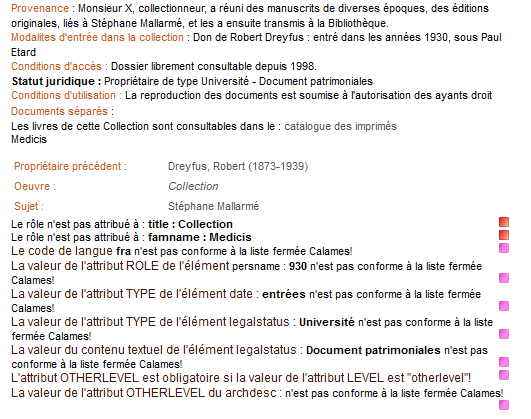 Provenance : Monsieur X, collectionneur, a réuni des manuscrits de diverses époques, des éditions
originales, liés à Stéphane Mallarmé, et les a ensuite transmis à la Bibliothèque.
Modalites d'entrée dans la collection : Don de Robert Dreyfus : entré dans les années 1930, sous Paul
Etard
Conditions d'accès : Dossier librement consultable depuis 1998.
Statut juridique : Propriétaire de type Université - Document patrimoniales
Conditions d'utilisation : La reproduction des documents est soumise à l'autorisation des ayants droit
Documents séparés :
Les livres de cette Collection sont consultables dans le : catalogue des imprimés
Medicis
Propriétaire précédent : Dreyfus, Robert (1873-1939)
Oeuvre : Collection
Sujet : Stéphane Mallarmé
Le rôle n'est pas attribué à : title : Collection
Le rôle n'est pas attribué à : famname : Medicis
Le code de langue fra n'est pas conforme à la liste fermée Calames!
La valeur de l'attribut ROLE de l'élément persname : 930 n'est pas conforme à la liste fermée
Calames!
La valeur de l'attribut TYPE de l'élément date : entrées n'est pas conforme à la liste fermée
Calames!
La valeur de l'attribut TYPE de l'élément legalstatus : Université n'est pas conforme à la liste
fermée Calames!
La valeur du contenu textuel de l'élément legalstatus : Document patrimoniales n'est pas
conforme à la liste fermée Calames!
L'attribut OTHERLEVEL est obligatoire si la valeur de l'attribut LEVEL est "otherlevel"!
La valeur de l'attribut OTHERLEVEL du archdesc : n'est pas conforme à la liste fermée Calames!